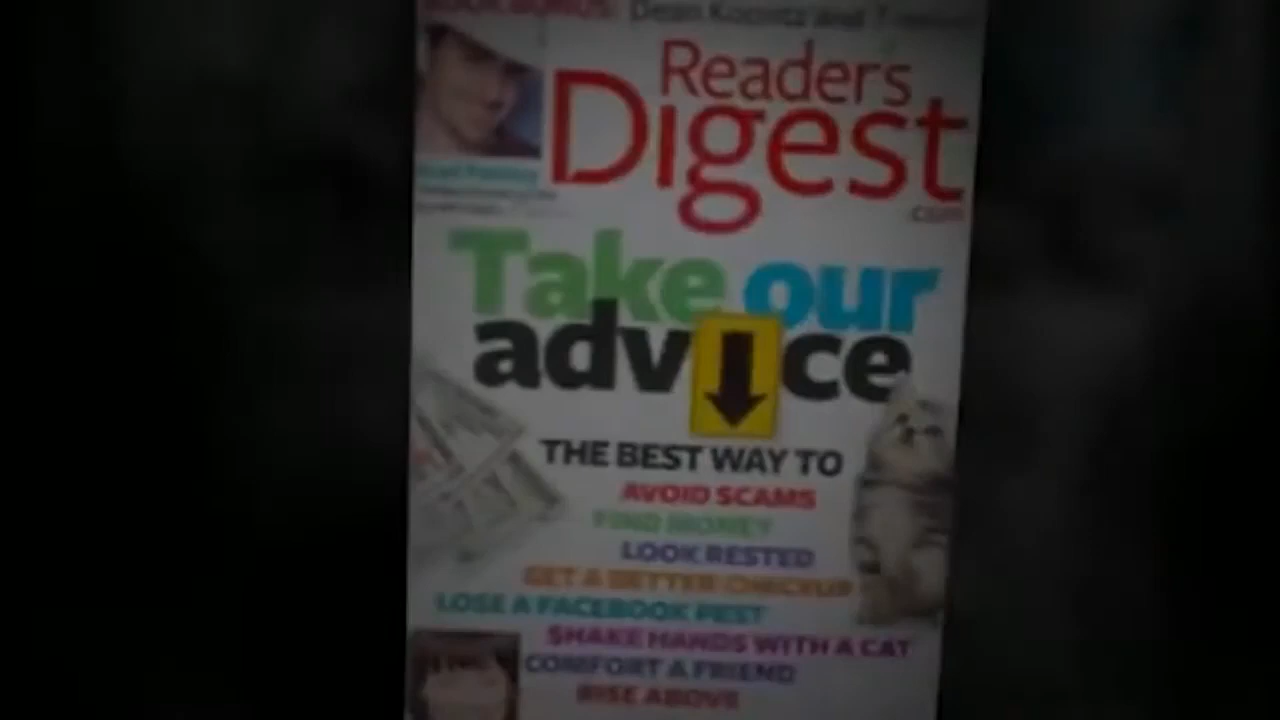 Dean Koontz and
Readers
Digest
.com
Take our
advice
THE BEST WAY TO
AVOID SCAMS
FIND MONEY
LOOK RESTED
GET A BETTER CHECKUP
LOSE A FACEBOOK PEST
SHAKE HANDS WITH A CAT
COMFORT A FRIEND
RISE ABOVE